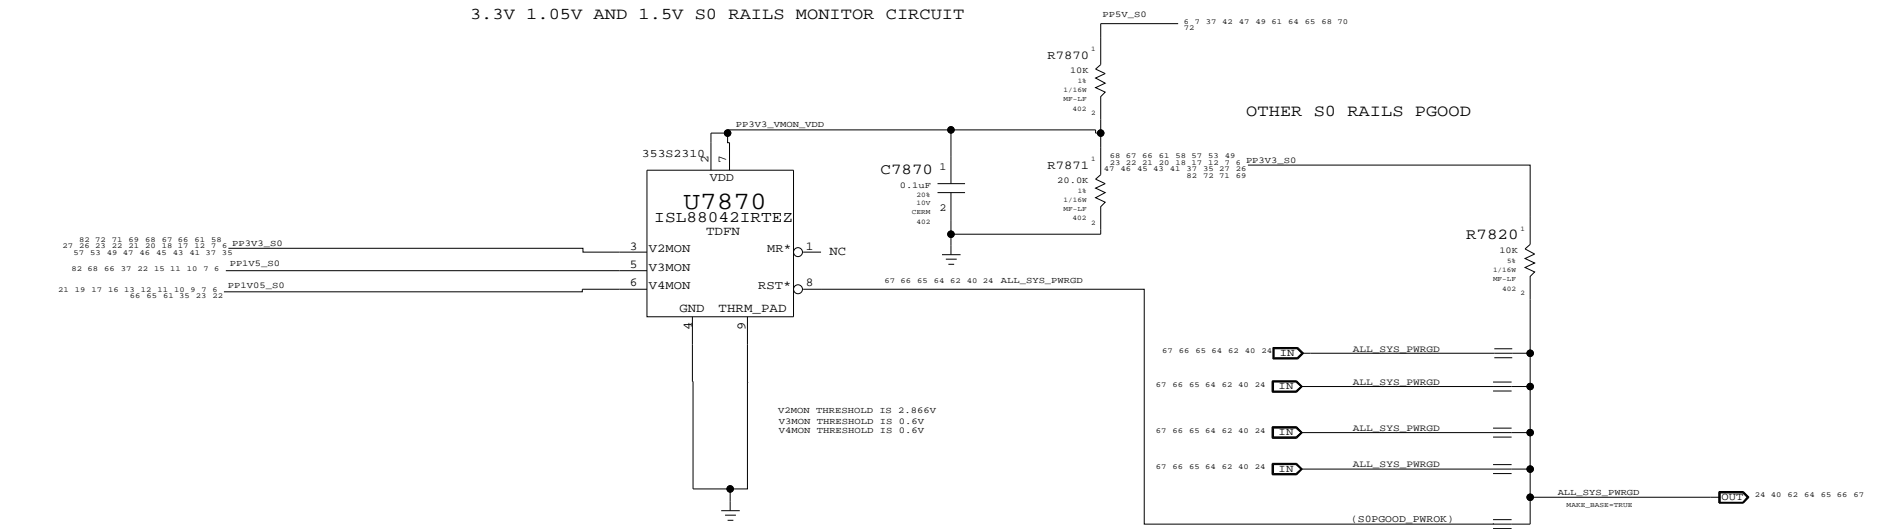 3.3V 1.05V AND 1.5V S0 RAILS MONITOR CIRCUIT
PP5V_S0
6 7 37 42 47 49 61 64 65 68 70
72
R7870
1
10K
1%
1/16W
MF-LF
402
2
OTHER S0 RAILS PGOOD
PP3V3_VMON_VDD
353S2310
2
7
VDD
U7870
ISL88042IRTEZ
TDFN
C7870
1
0.1uF
20%
10V
CERM
402
2
R7871
1
20.0K
1%
1/16W
MF-LF
402
2
68 67 66 61 58 57 53 49
23 22 21 20 18 17 12 7 6
47 46 45 43 41 37 35 27 26
82 72 71 69
PP3V3_S0
R7820
1
10K
5%
1/16W
MF-LF
402
2
82 72 71 69 68 67 66 61 58
27 26 23 22 21 20 18 17 12 7 6
57 53 49 47 46 45 43 41 37 35
PP3V3_S0
3
V2MON
MR*
1
NC
82 68 66 37 22 15 11 10 7 6
PP1V5_S0
5
V3MON
21 19 17 16 13 12 11 10 9 7 6
66 65 61 35 23 22
PP1V05_S0
6
V4MON
RST*
8
67 66 65 64 62 40 24 ALL_SYS_PWRGD
GND
THRM_PAD
4
9
67 66 65 64 62 40 24 IN ALL_SYS_PWRGD
67 66 65 64 62 40 24 IN ALL_SYS_PWRGD
V2MON THRESHOLD IS 2.866V
V3MON THRESHOLD IS 0.6V
V4MON THRESHOLD IS 0.6V
67 66 65 64 62 40 24 IN ALL_SYS_PWRGD
67 66 65 64 62 40 24 IN ALL_SYS_PWRGD
ALL_SYS_PWRGD
MAKE_BASE=TRUE
OUT
24 40 62 64 65 66 67
(S0PGOOD_PWROK)